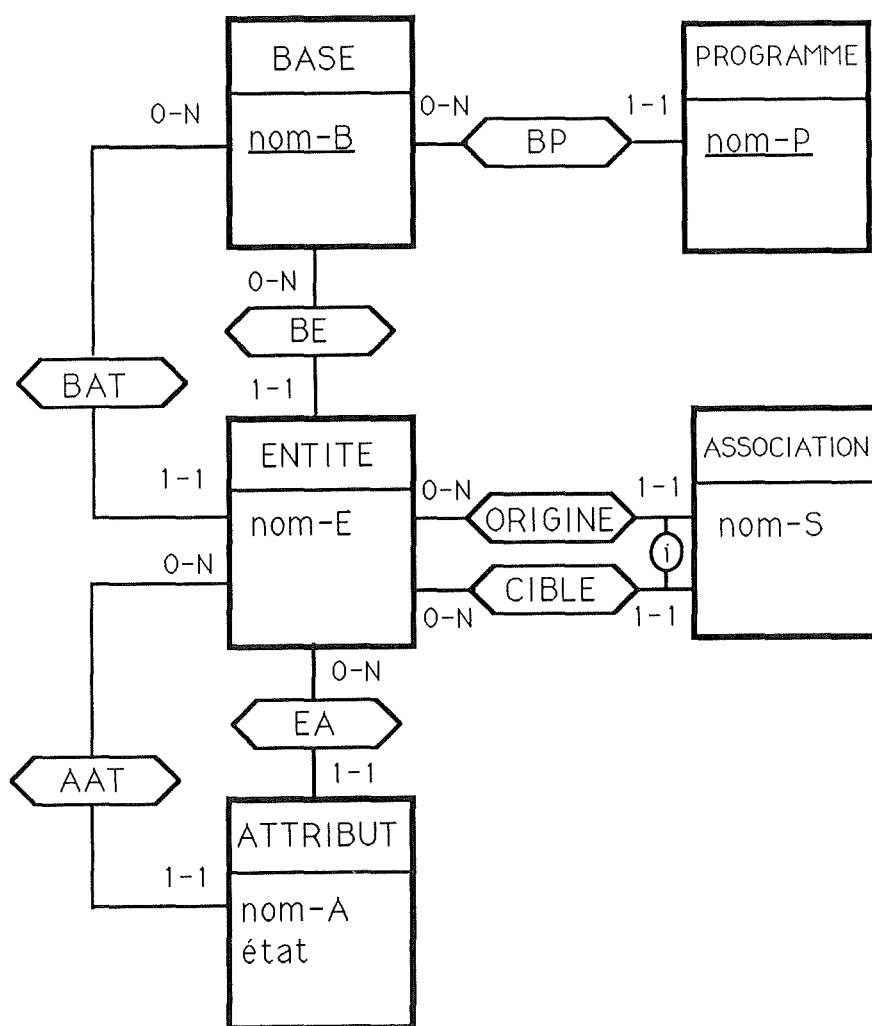 BASE
PROGRAMME
0-N
0-N
1-1
nom-B
BP
nom-P
0-N
BE
BAT
1-1
ENTITE
ASSOCIATION
1-1
0-N
1-1
nom-E
ORIGINE
nom-S
0-N
i
CIBLE
0-N
1-1
0-N
EA
AAT
1-1
ATTRIBUT
1-1
nom-A
état